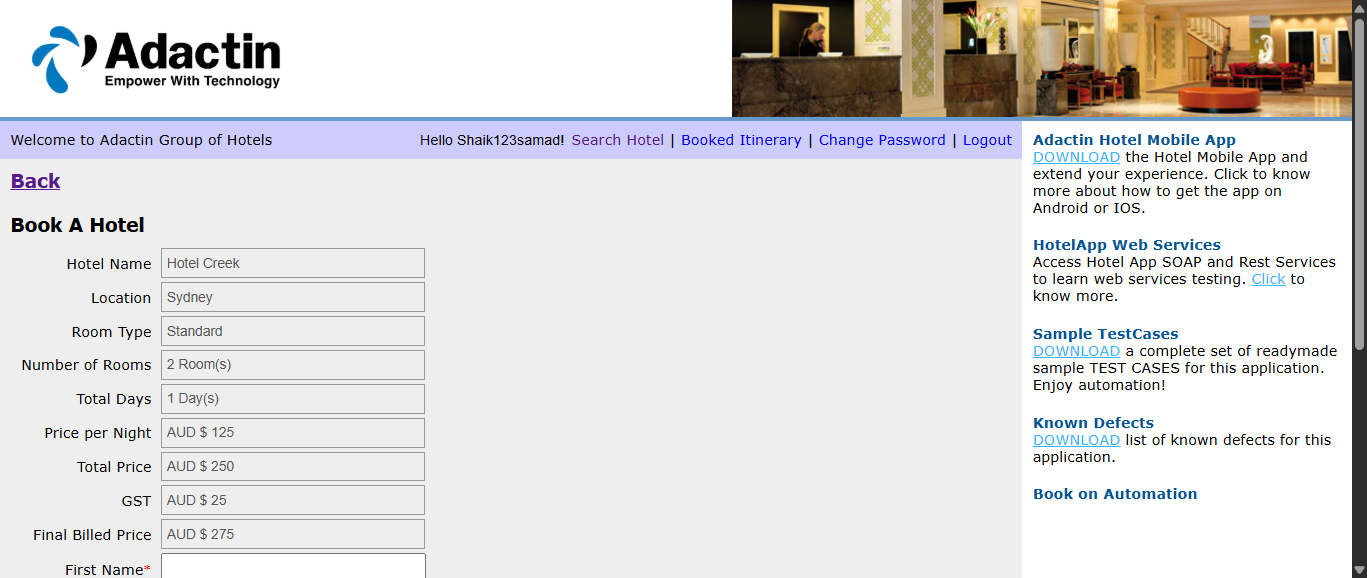 Adactin
Empower With Technology
Welcome to Adactin Group of Hotels
Hello Shaik123samad! Search Hotel | Booked Itinerary | Change Password | Logout
Back
Book A Hotel
Hotel Name Hotel Creek
Location Sydney
Room Type Standard
Number of Rooms 2 Room(s)
Total Days 1 Day(s)
Price per Night AUD $ 125
Total Price AUD $ 250
GST AUD $ 25
Final Billed Price AUD $ 275
First Name*
Adactin Hotel Mobile App
DOWNLOAD the Hotel Mobile App and
extend your experience. Click to know
more about how to get the app on
Android or IOS.
HotelApp Web Services
Access Hotel App SOAP and Rest Services
to learn web services testing. Click to
know more.
Sample TestCases
DOWNLOAD a complete set of readymade
sample TEST CASES for this application.
Enjoy automation!
Known Defects
DOWNLOAD list of known defects for this
application.
Book on Automation